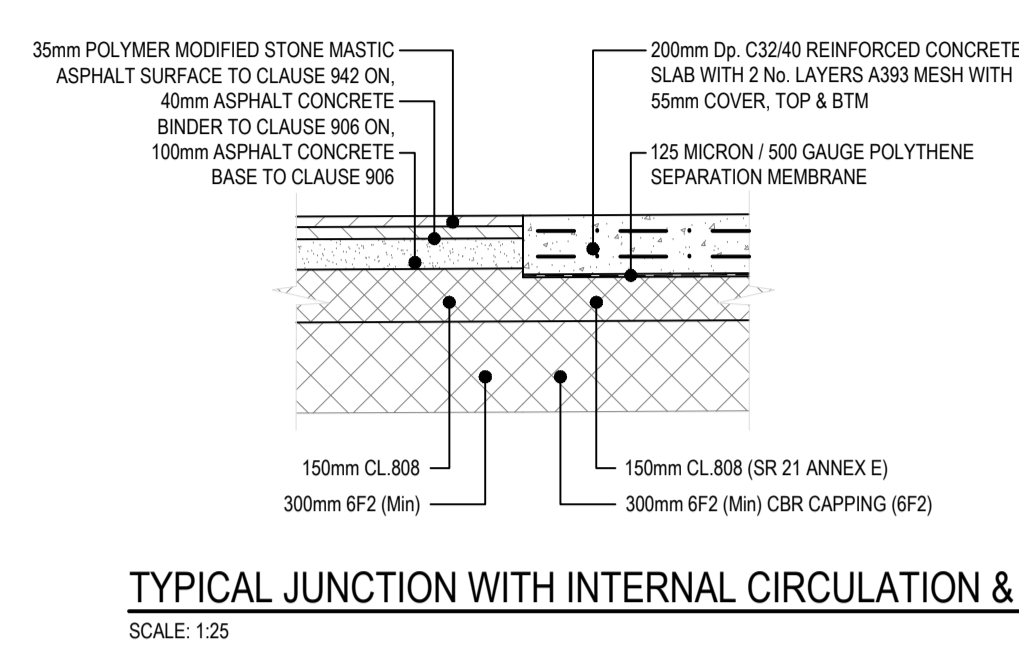 35mm POLYMER MODIFIED STONE MASTIC
ASPHALT SURFACE TO CLAUSE 942 ON,
40mm ASPHALT CONCRETE
BINDER TO CLAUSE 906 ON,
100mm ASPHALT CONCRETE
BASE TO CLAUSE 906
200mm Dp. C32/40 REINFORCED CONCRETE
SLAB WITH 2 No. LAYERS A393 MESH WITH
55mm COVER, TOP & BTM
125 MICRON / 500 GAUGE POLYTHENE
SEPARATION MEMBRANE
150mm CL.808
300mm 6F2 (Min)
150mm CL.808 (SR 21 ANNEX E)
300mm 6F2 (Min) CBR CAPPING (6F2)
TYPICAL JUNCTION WITH INTERNAL CIRCULATION &
SCALE: 1:25